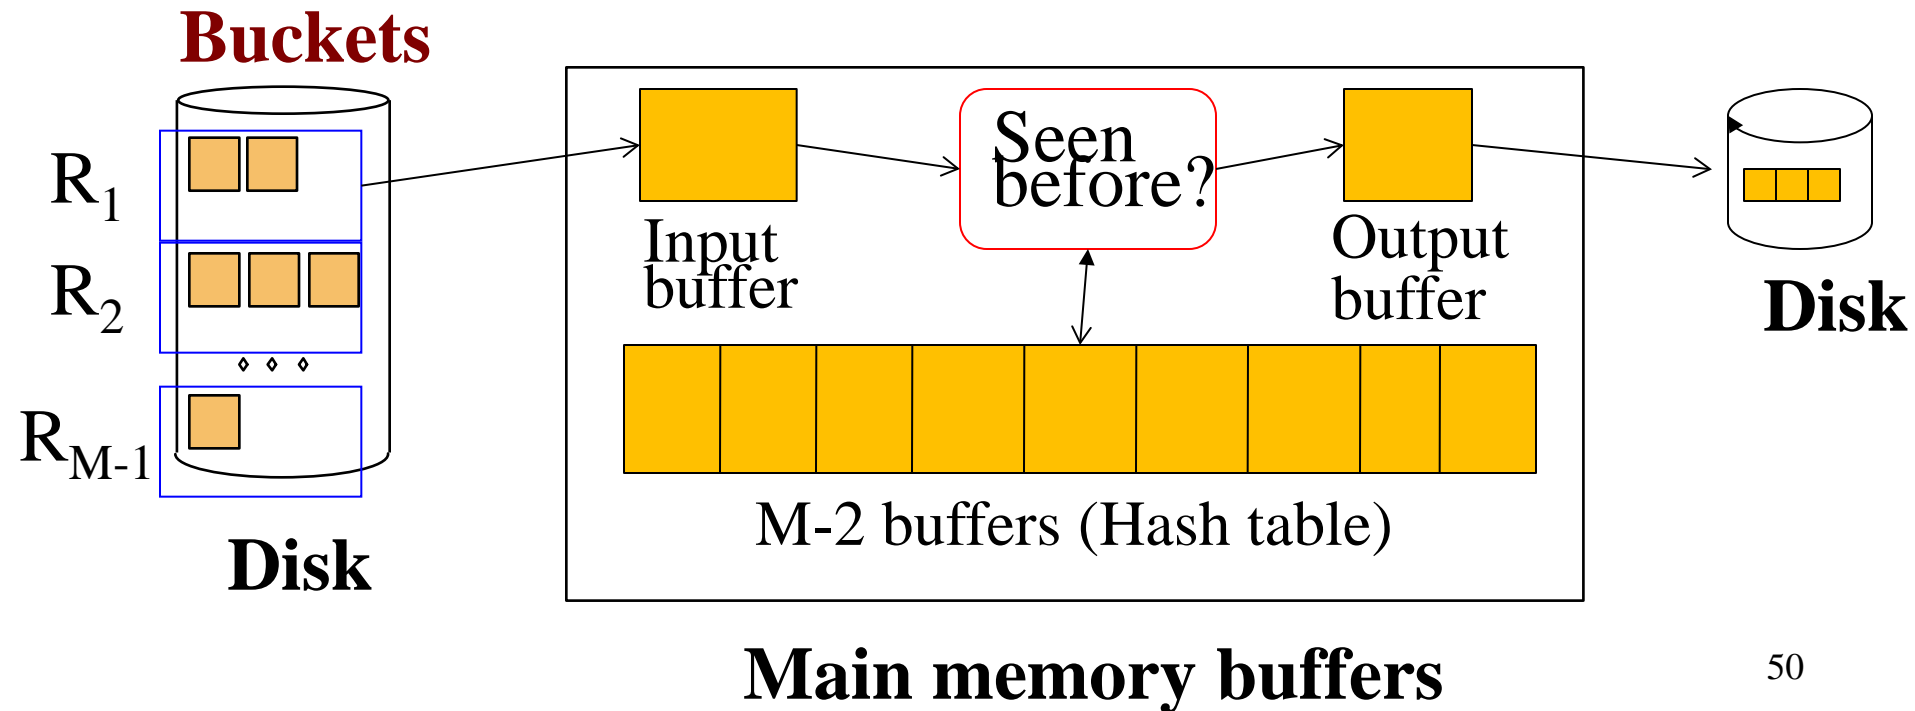 Buckets
R1
R2
RM-1
Disk
Input
buffer
Seen
before?
Output
buffer
M-2 buffers (Hash table)
Disk
Main memory buffers
50